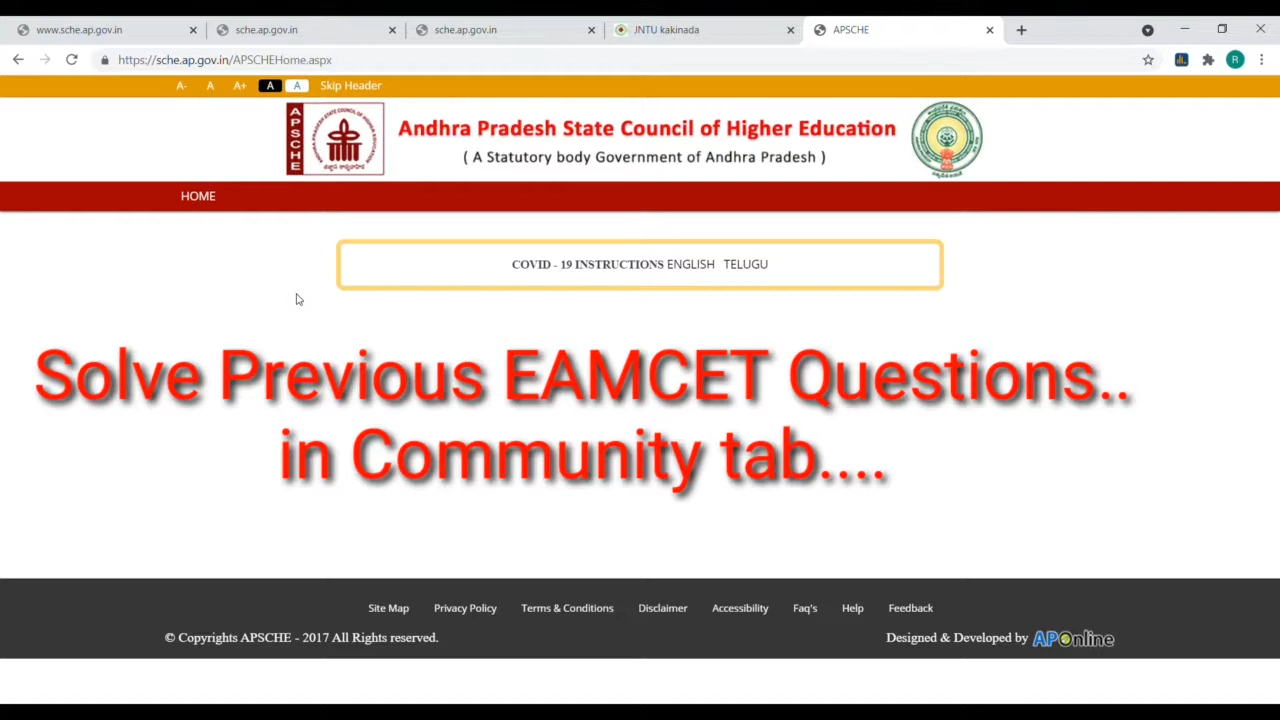 www.sche.ap.gov.in
sche.ap.gov.in
sche.ap.gov.in
JNTU kakinada
APSCHE
https://sche.ap.gov.in/APSCHEHome.aspx
R
A- A A+ A A Skip Header
APSCHE
Andhra Pradesh State Council of Higher Education
( A Statutory body Government of Andhra Pradesh )
HOME
COVID - 19 INSTRUCTIONS ENGLISH TELUGU
Solve Previous EAMCET Questions..
in Community tab....
Site Map Privacy Policy Terms & Conditions Disclaimer Accessibility Faq's Help Feedback
© Copyrights APSCHE - 2017 All Rights reserved.
Designed & Developed by APOnline